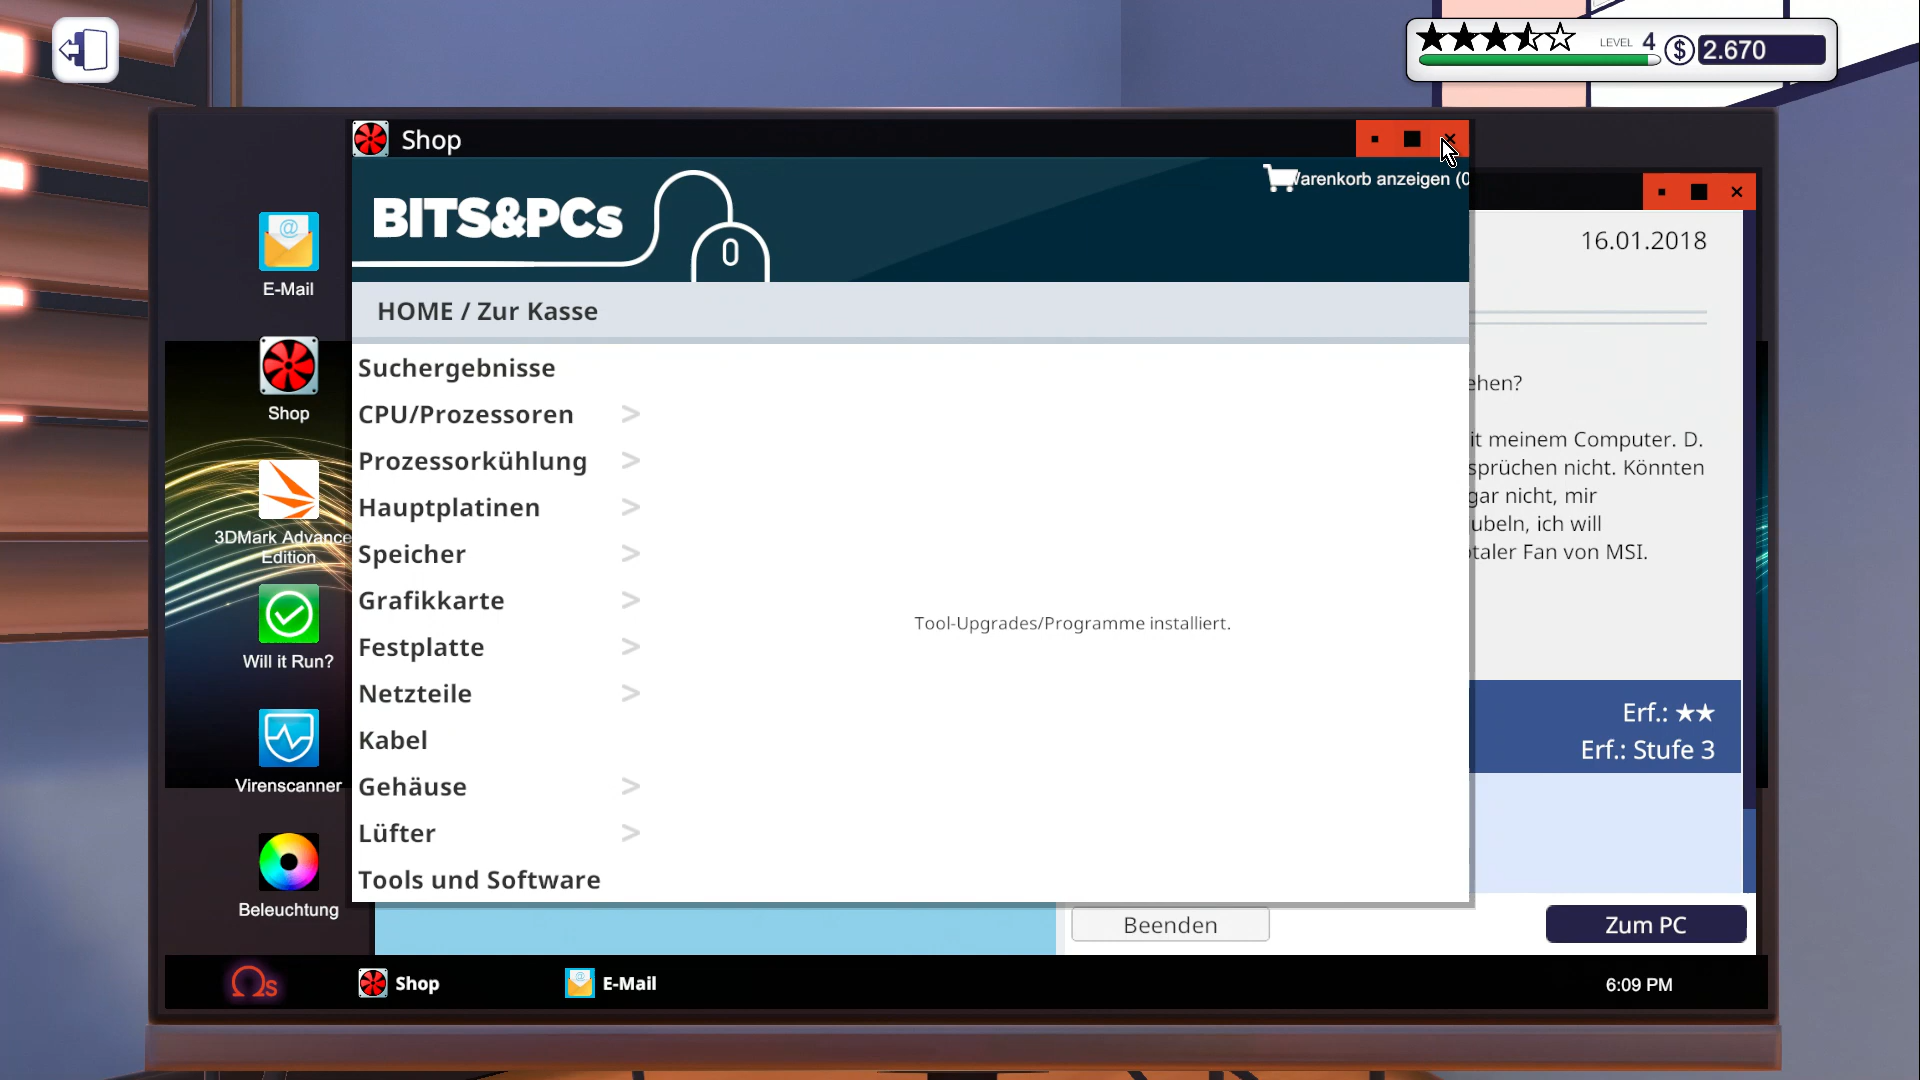 LEVEL 4
$ 2.670
Shop
BITS&PCs
arenkorb anzeigen (0
HOME / Zur Kasse
16.01.2018
Suchergebnisse
CPU/Prozessoren >
Prozessorkühlung >
Hauptplatinen >
Speicher >
Grafikkarte >
Festplatte >
Netzteile >
Kabel
Gehäuse >
Lüfter >
Tools und Software
Tool-Upgrades/Programme installiert.
ehen?
it meinem Computer. D.
sprüchen nicht. Könnten
gar nicht, mir
ubeln, ich will
otaler Fan von MSI.
Erf.: ★★
Erf.: Stufe 3
Beenden
Zum PC
E-Mail
Shop
3DMark Advance
Edition
Will it Run?
Virenscanner
Beleuchtung
Ωs
Shop
E-Mail
6:09 PM